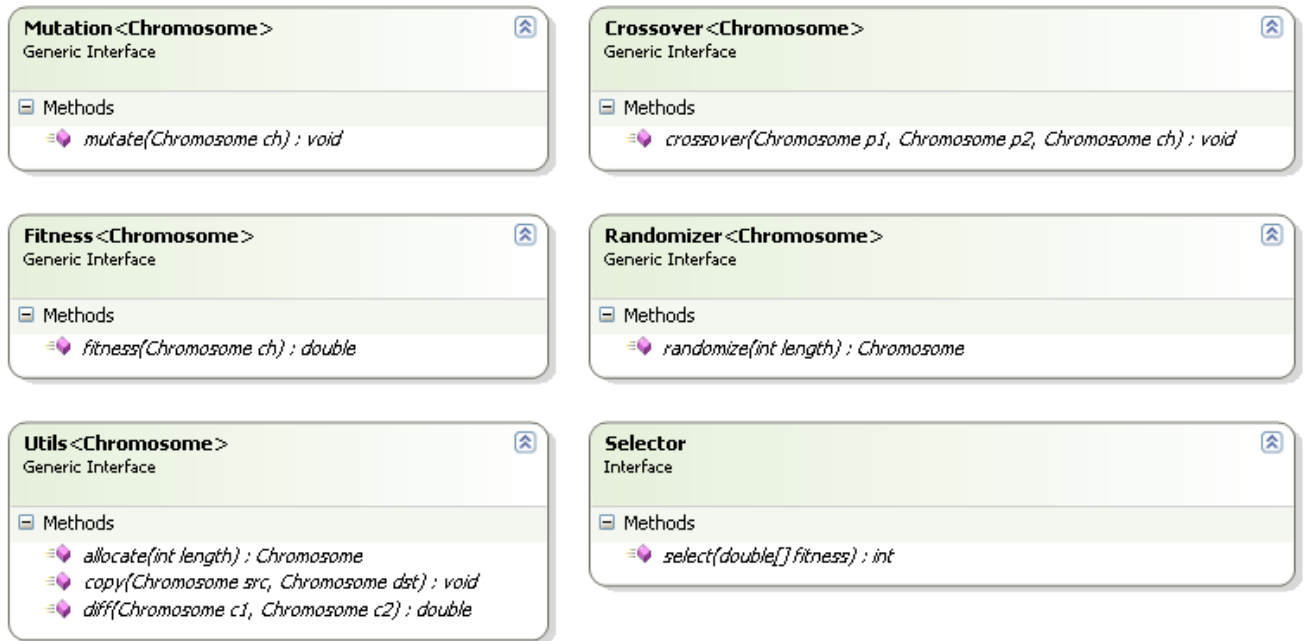 Mutation<Chromosome>
Generic Interface
Methods
mutate(Chromosome ch) : void
Crossover<Chromosome>
Generic Interface
Methods
crossover(Chromosome p1, Chromosome p2, Chromosome ch) : void
Fitness<Chromosome>
Generic Interface
Methods
fitness(Chromosome ch) : double
Randomizer<Chromosome>
Generic Interface
Methods
randomize(int length) : Chromosome
Utils<Chromosome>
Generic Interface
Methods
allocate(int length) : Chromosome
copy(Chromosome src, Chromosome dst) : void
diff(Chromosome c1, Chromosome c2) : double
Selector
Interface
Methods
select(double[] fitness) : int